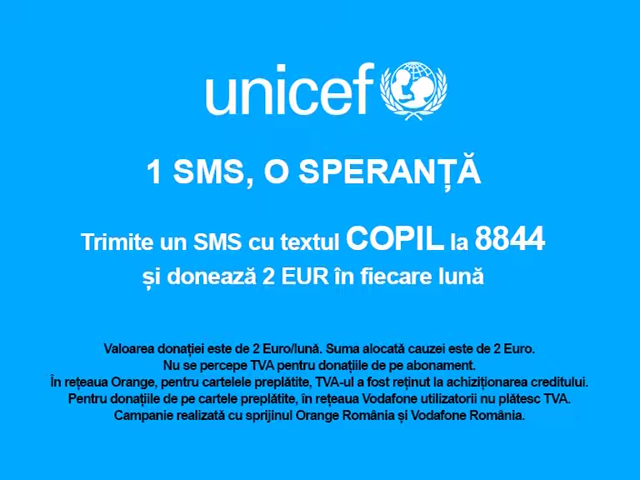 unicef
1 SMS, O SPERANȚĂ
Trimite un SMS cu textul COPIL la 8844
și donează 2 EUR în fiecare lună
Valoarea donației este de 2 Euro/lună. Suma alocată cauzei este de 2 Euro.
Nu se percepe TVA pentru donațiile de pe abonament.
În rețeaua Orange, pentru cartelele preplătite, TVA-ul a fost reținut la achiziționarea creditului.
Pentru donațiile de pe cartele preplătite, în rețeaua Vodafone utilizatorii nu plătesc TVA.
Campanie realizată cu sprijinul Orange România și Vodafone România.